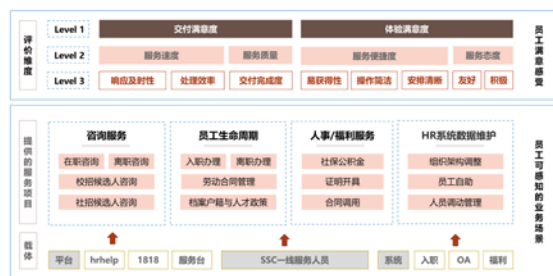 评价维度
Level 1 交付满意度 体验满意度
Level 2 服务速度 服务质量 服务便捷度 服务态度
Level 3 响应及时性 处理效率 交付完成度 易获得性 操作简洁 安排清晰 友好 积极
员工满意感受
提供的服务项目
咨询服务 员工生命周期 人事/福利服务 HR系统数据维护
在职咨询 离职咨询 入职办理 离职办理 社保公积金 组织架构调整
校招候选人咨询 劳动合同管理 证明开具 员工自助
社招候选人咨询 档案户籍与人才政策 合同调用 人员调动管理
员工可感知的业务场景
载体
平台 hrhelp 1818 服务台 SSC一线服务人员 系统 入职 OA 福利